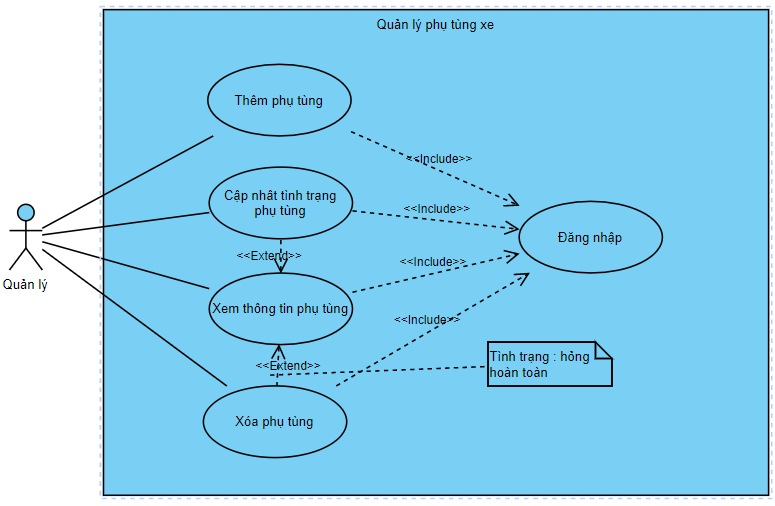 Quản lý phụ tùng xe
Thêm phụ tùng
<<Include>>
Cập nhât tình trạng
phụ tùng
<<Include>>
Đăng nhập
<<Extend>>
<<Include>>
Quản lý
Xem thông tin phụ tùng
<<Include>>
<<Extend>>
Tình trạng : hỏng
hoàn toàn
Xóa phụ tùng